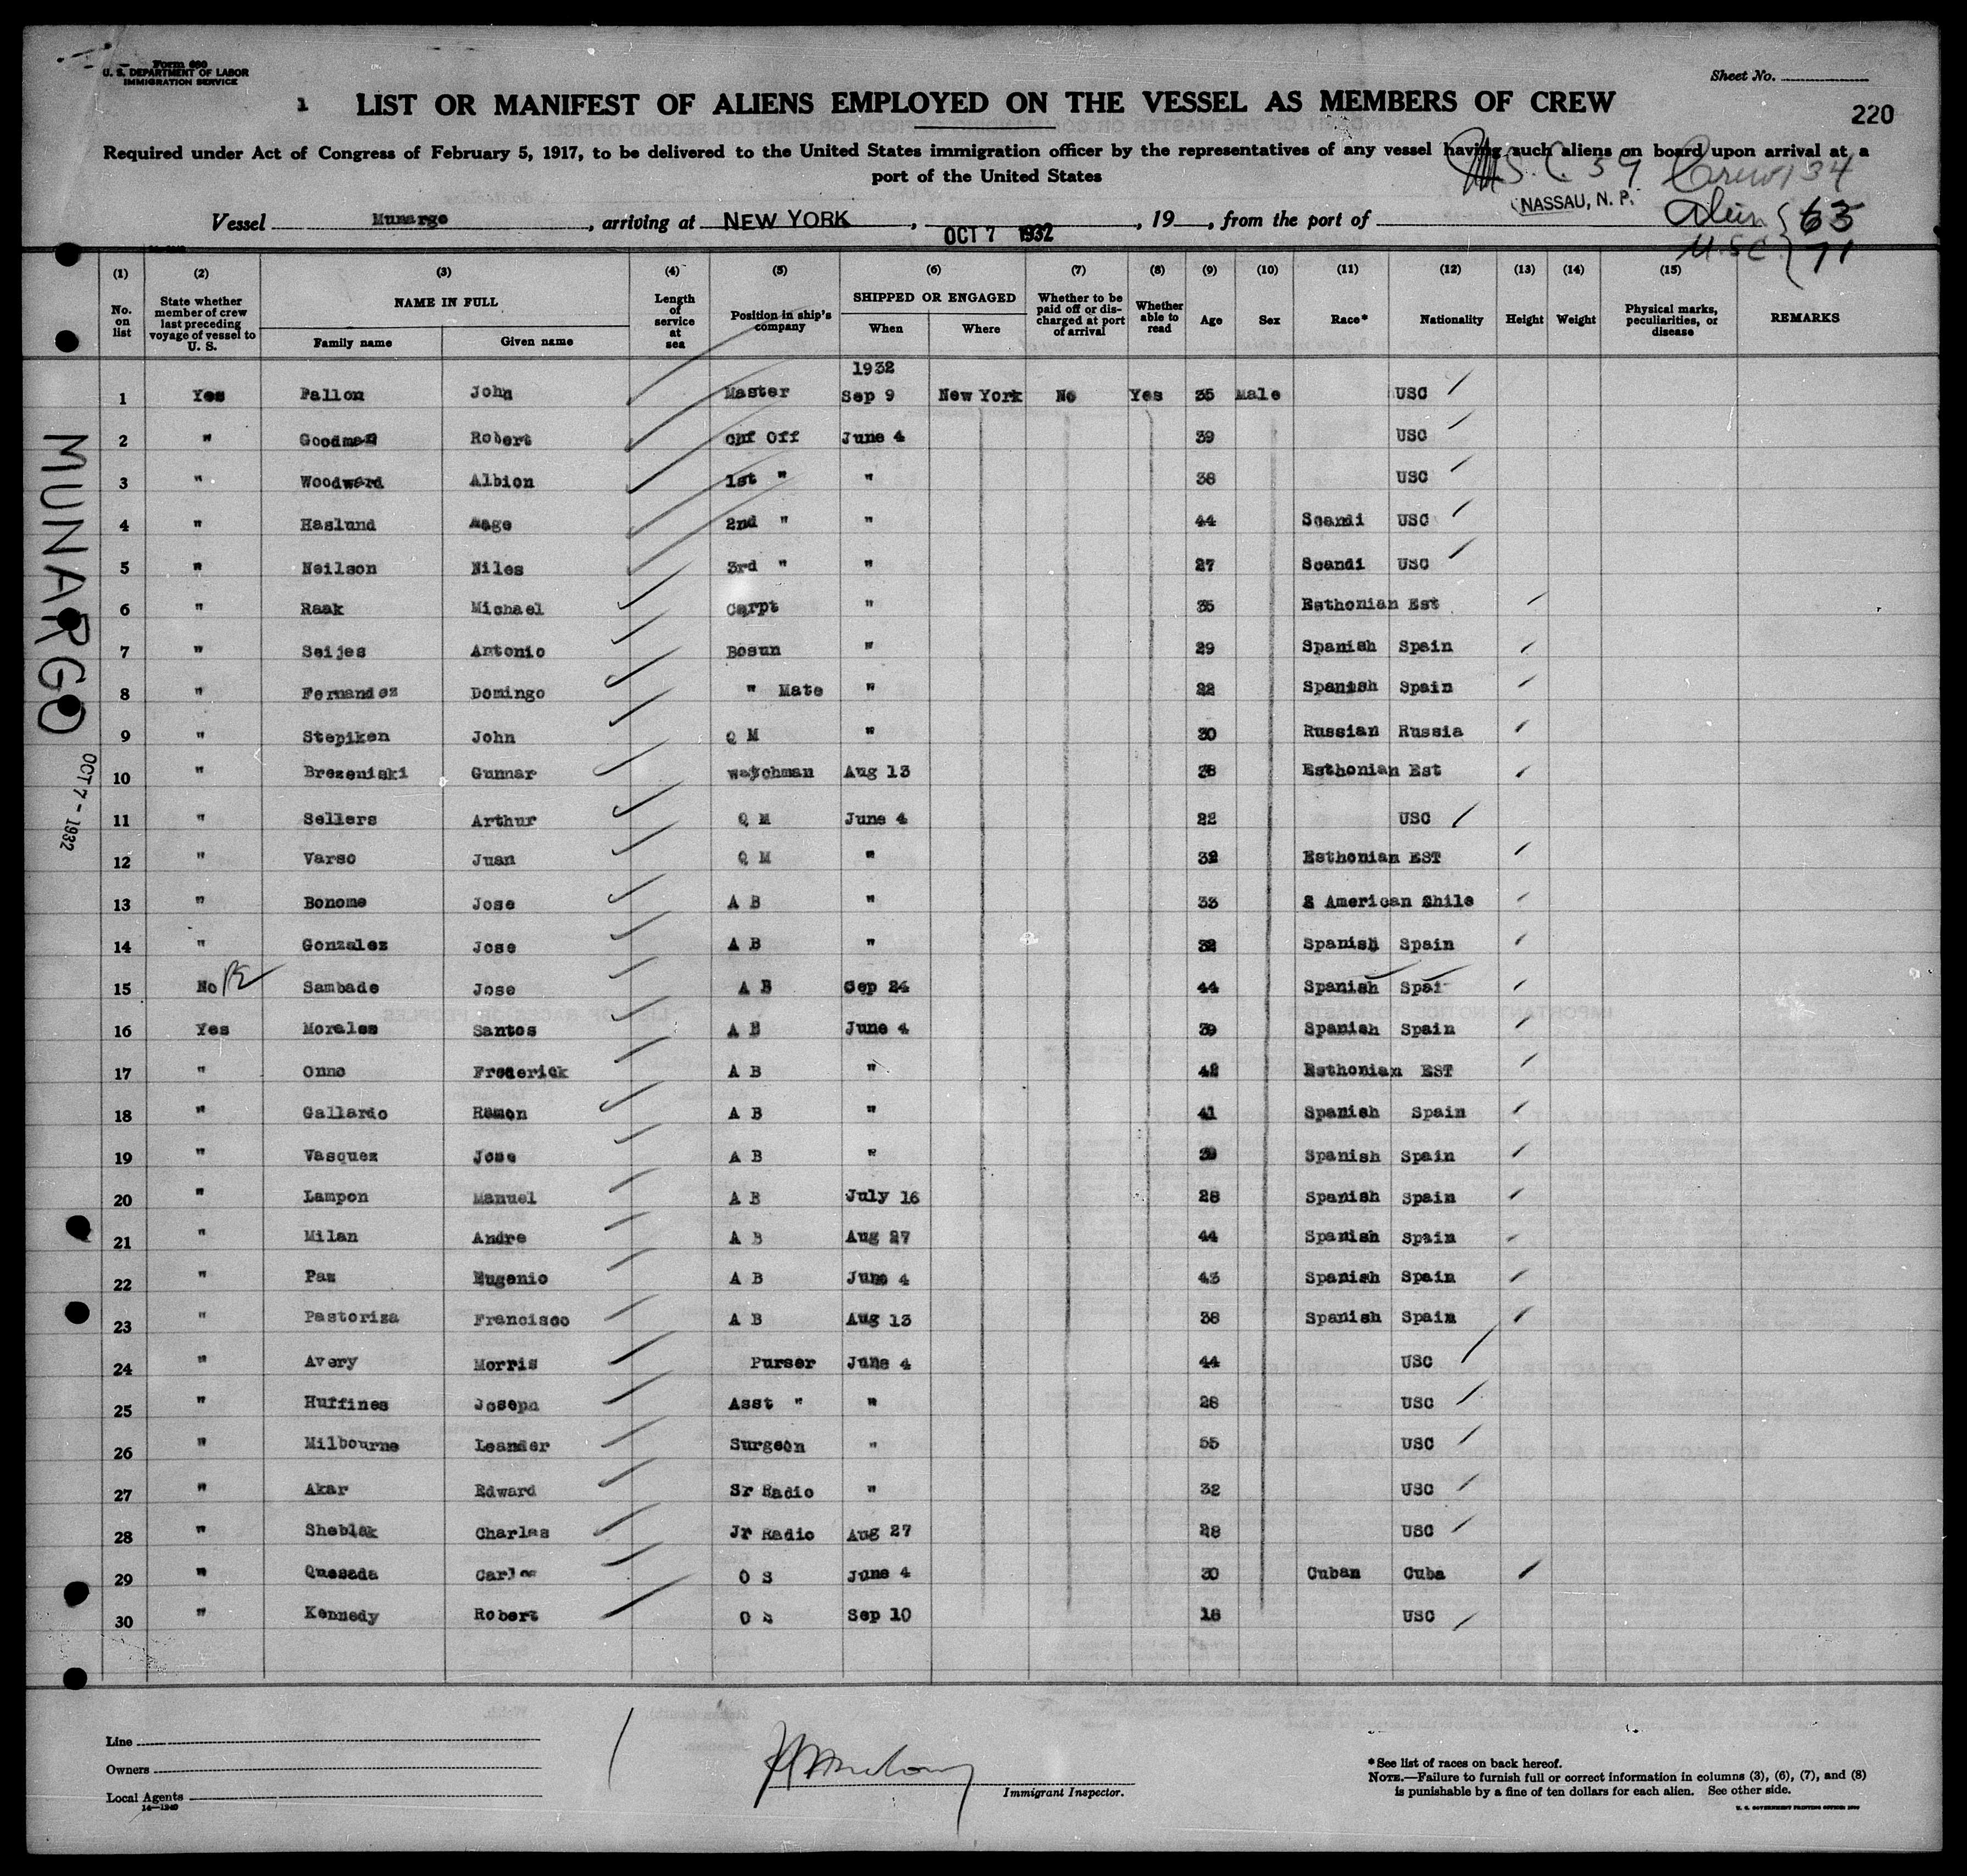 Form 680
U. S. DEPARTMENT OF LABOR
IMMIGRATION SERVICE
Sheet No.
1 LIST OR MANIFEST OF ALIENS EMPLOYED ON THE VESSEL AS MEMBERS OF CREW
220
Required under Act of Congress of February 5, 1917, to be delivered to the United States immigration officer by the representatives of any vessel having such aliens on board upon arrival at a
port of the United States
S. C. 59 Crew 134
Vessel Munargo, arriving at NEW YORK, OCT 7 1932, 19, from the port of NASSAU, N. P.
Alien 63
U.S.C. 71
(1) (2) (3) (4) (5) (6) (7) (8) (9) (10) (11) (12) (13) (14) (15)
No. on list State whether member of crew last preceding voyage of vessel to U. S. NAME IN FULL Family name Given name Length of service at sea Position in ship's company SHIPPED OR ENGAGED When Where Whether to be paid off or discharged at port of arrival Whether able to read Age Sex Race* Nationality Height Weight Physical marks, peculiarities, or disease REMARKS
1932
1 Yes Fallon John Master Sep 9 New York No Yes 35 Male USC
2 " Goodman Robert Chf Off June 4 39 USC
3 " Woodward Albion 1st " " 38 USC
4 " Haslund Aage 2nd " " 44 Scandi USC
5 " Neilson Niles 3rd " " 27 Scandi USC
6 " Raak Michael Carpt " 35 Esthonian Est
7 " Seijes Antonio Bosun " 29 Spanish Spain
8 " Fernandez Domingo " Mate " 22 Spanish Spain
9 " Stepiken John Q M " 30 Russian Russia
10 " Brezeniski Gunnar watchman Aug 13 38 Esthonian Est
11 " Sellers Arthur Q M June 4 22 USC
12 " Varso Juan Q M " 32 Esthonian EST
13 " Bonome Jose A B " 33 S American Chile
14 " Gonzales Jose A B " 32 Spanish Spain
15 No Sambade Jose A B Sep 24 44 Spanish Spai
16 Yes Morales Santos A B June 4 39 Spanish Spain
17 " Onno Frederick A B " 42 Esthonian EST
18 " Gallardo Ramon A B " 41 Spanish Spain
19 " Vasquez Jose A B " 39 Spanish Spain
20 " Lampon Manuel A B July 16 28 Spanish Spain
21 " Milan Andre A B Aug 27 44 Spanish Spain
22 " Paz Eugenio A B June 4 43 Spanish Spain
23 " Pastoriza Francisco A B Aug 13 38 Spanish Spain
24 " Avery Morris Purser June 4 44 USC
25 " Huffines Joseph Asst " " 28 USC
26 " Milbourne Leander Surgeon " 55 USC
27 " Akar Edward Sr Radio " 32 USC
28 " Sheblak Charles Jr Radio Aug 27 28 USC
29 " Quesada Carlos O S June 4 30 Cuban Cuba
30 " Kennedy Robert O S Sep 10 18 USC
MUNARGO
OCT 7 - 1932
Line
Owners
Local Agents
14-1240
Immigrant Inspector.
*See list of races on back hereof.
NOTE.—Failure to furnish full or correct information in columns (3), (6), (7), and (8)
is punishable by a fine of ten dollars for each alien. See other side.
U. S. GOVERNMENT PRINTING OFFICE